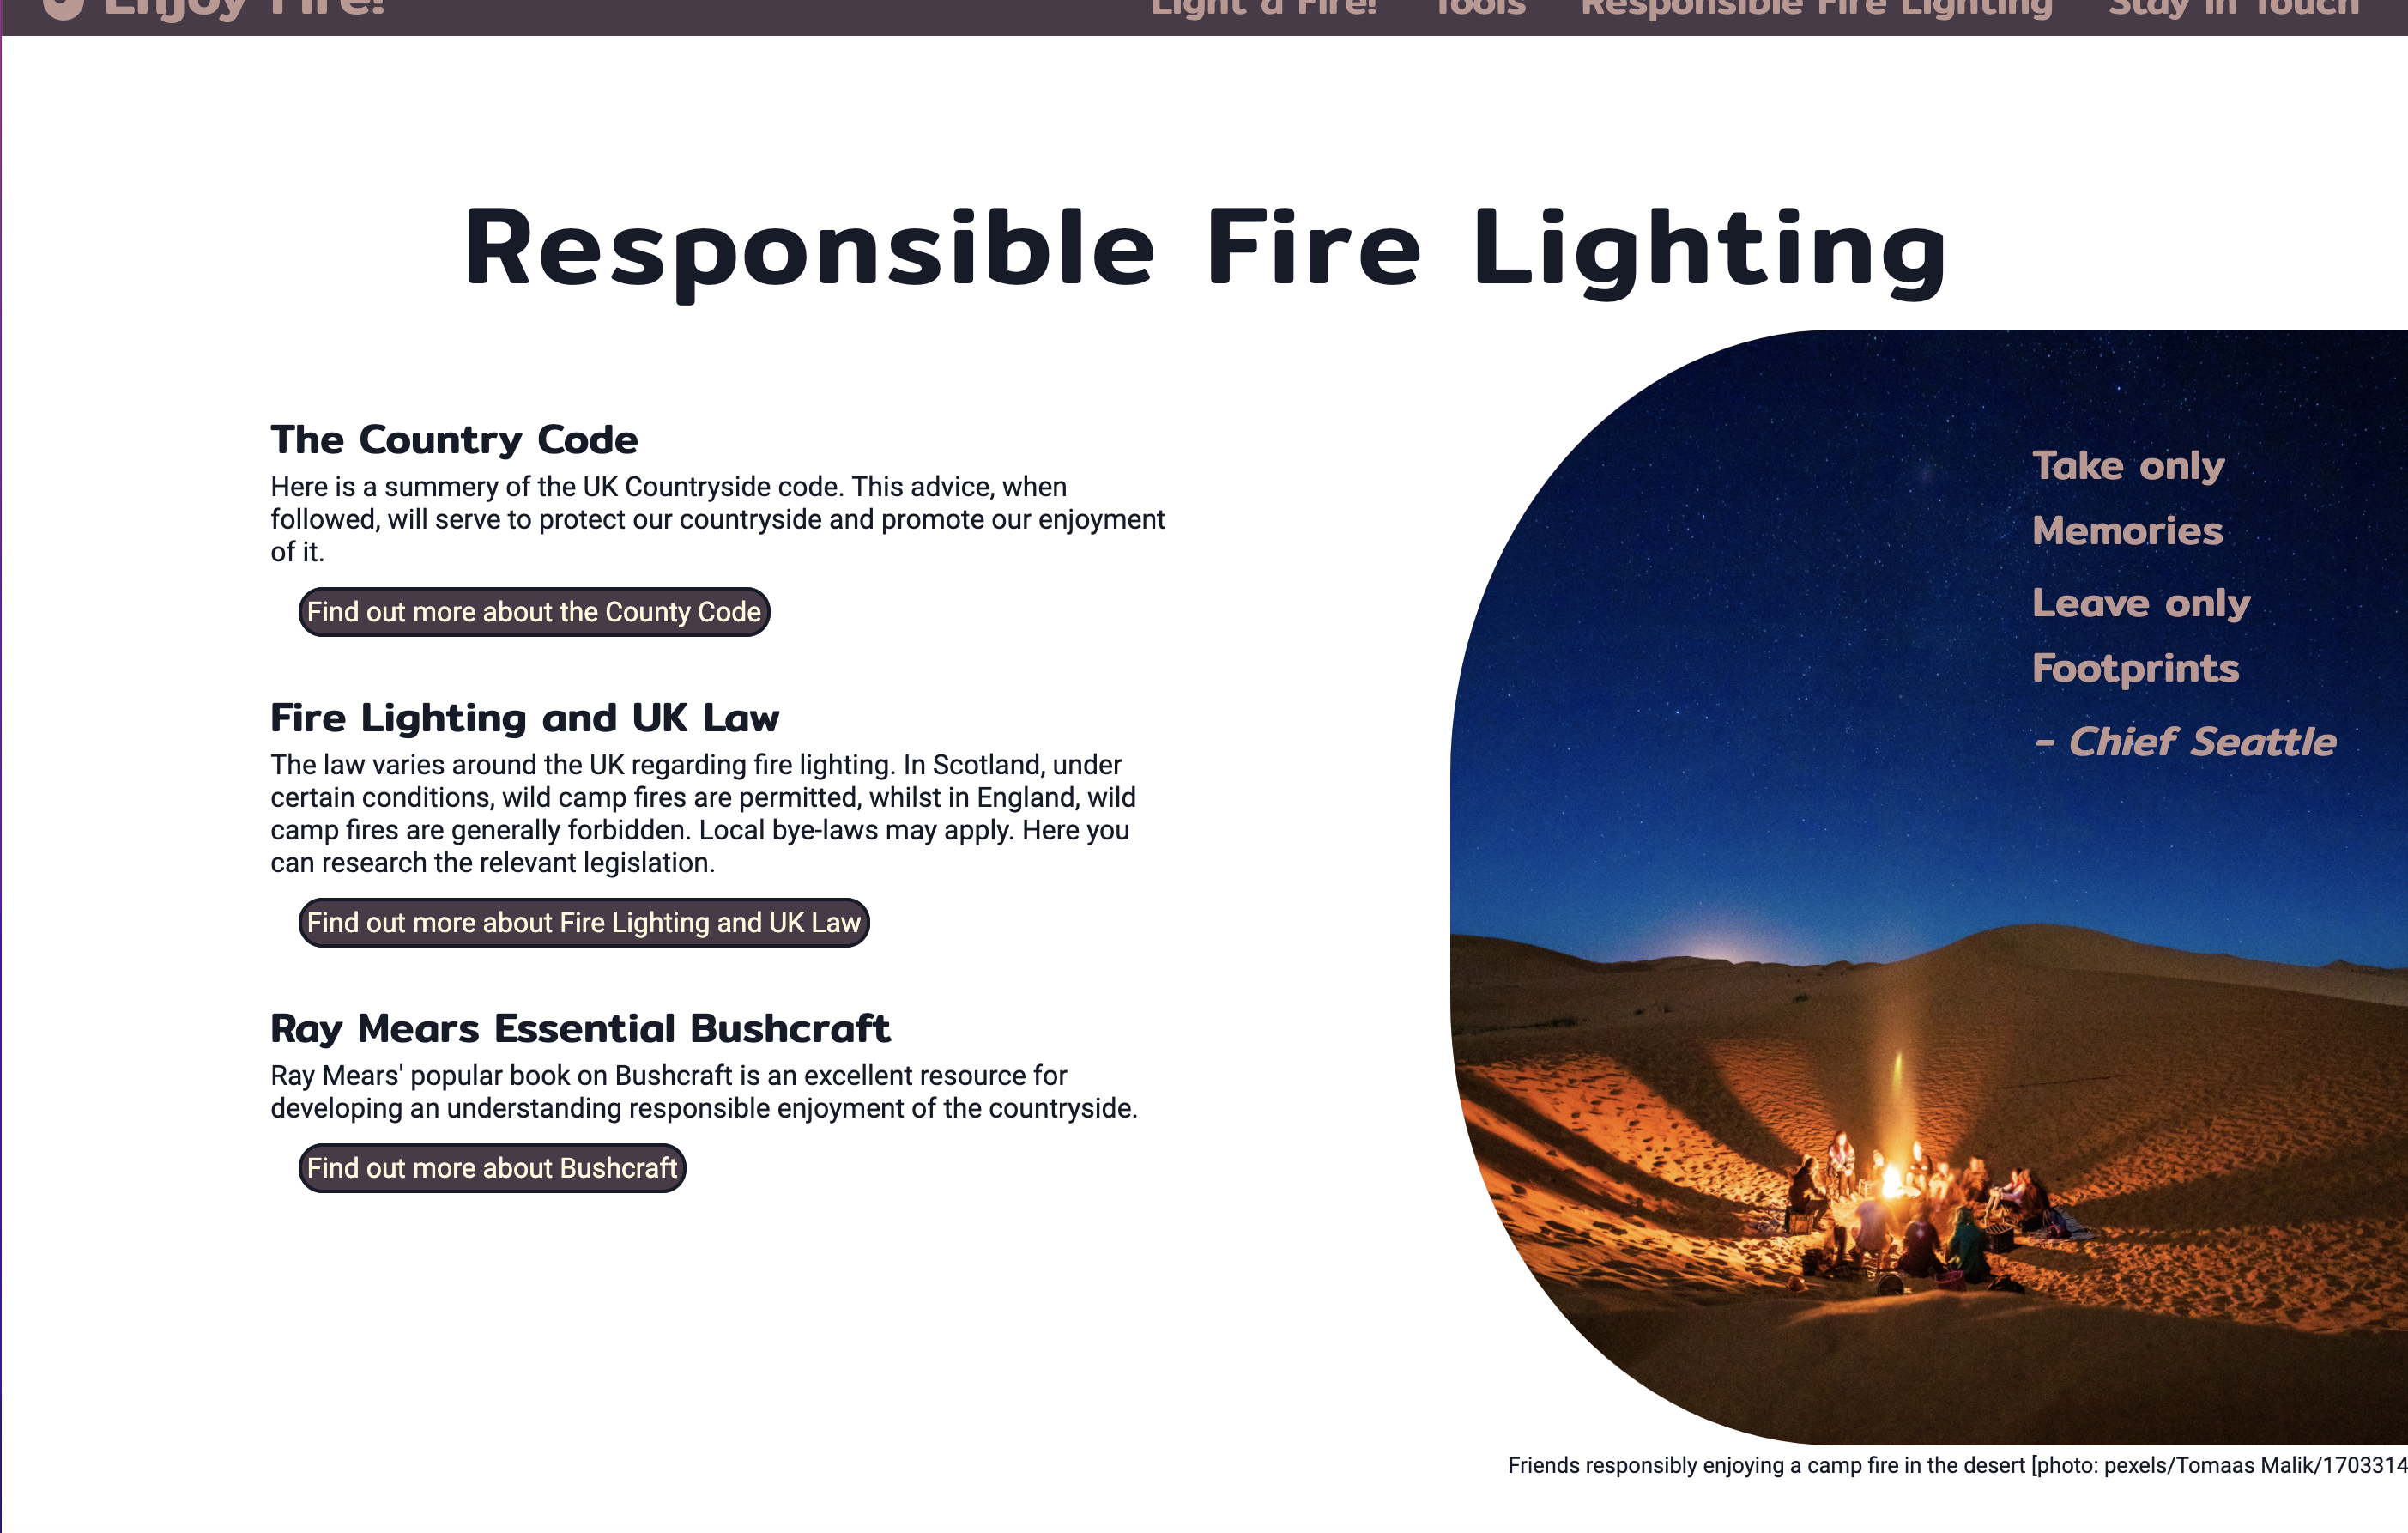 Enjoy Fire!
Light a Fire! Tools Responsible Fire Lighting Stay in Touch
Responsible Fire Lighting
The Country Code
Here is a summery of the UK Countryside code. This advice, when
followed, will serve to protect our countryside and promote our enjoyment
of it.
Find out more about the County Code
Fire Lighting and UK Law
The law varies around the UK regarding fire lighting. In Scotland, under
certain conditions, wild camp fires are permitted, whilst in England, wild
camp fires are generally forbidden. Local bye-laws may apply. Here you
can research the relevant legislation.
Find out more about Fire Lighting and UK Law
Ray Mears Essential Bushcraft
Ray Mears' popular book on Bushcraft is an excellent resource for
developing an understanding responsible enjoyment of the countryside.
Find out more about Bushcraft
Take only
Memories
Leave only
Footprints
- Chief Seattle
Friends responsibly enjoying a camp fire in the desert [photo: pexels/Tomaas Malik/1703314